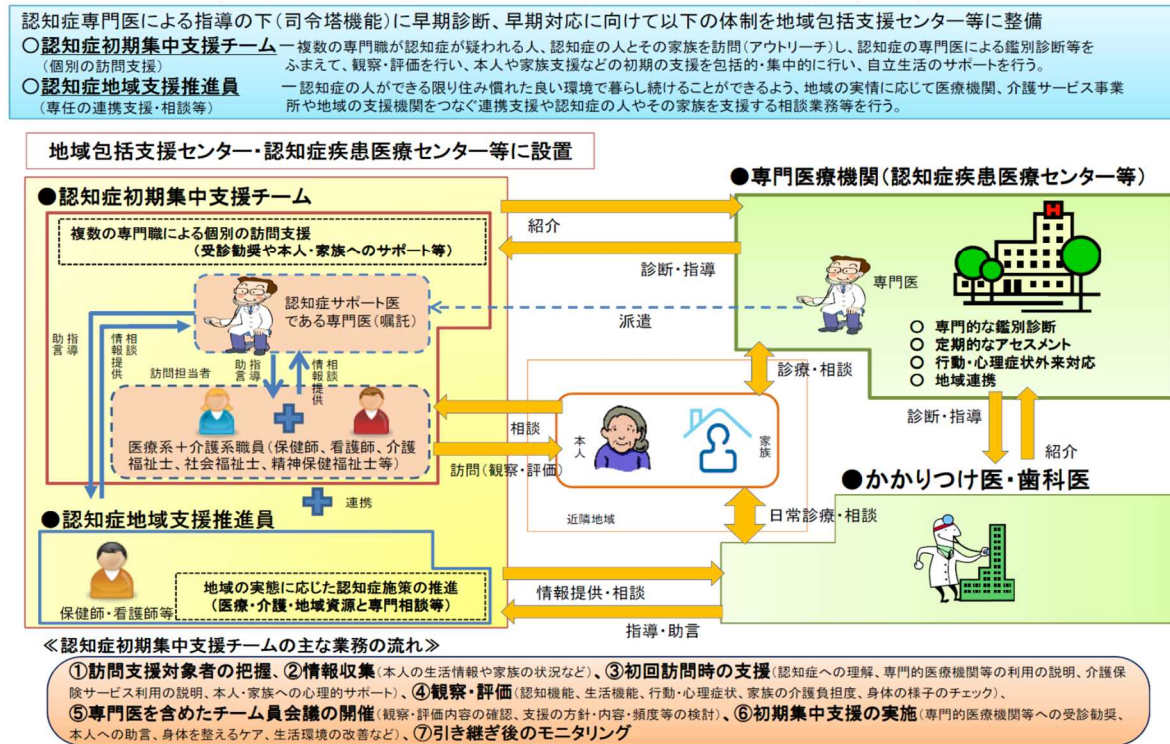 認知症専門医による指導の下(司令塔機能)に早期診断、早期対応に向けて以下の体制を地域包括支援センター等に整備
○認知症初期集中支援チーム ー複数の専門職が認知症が疑われる人、認知症の人とその家族を訪問(アウトリーチ)し、認知症の専門医による鑑別診断等を
(個別の訪問支援) ふまえて、観察・評価を行い、本人や家族支援などの初期の支援を包括的・集中的に行い、自立生活のサポートを行う。
○認知症地域支援推進員 ー認知症の人ができる限り住み慣れた良い環境で暮らし続けることができるよう、地域の実情に応じて医療機関、介護サービス事業
(専任の連携支援・相談等) 所や地域の支援機関をつなぐ連携支援や認知症の人やその家族を支援する相談業務等を行う。
地域包括支援センター・認知症疾患医療センター等に設置
●認知症初期集中支援チーム
複数の専門職による個別の訪問支援
(受診勧奨や本人・家族へのサポート等)
認知症サポート医
である専門医(嘱託)
指導
助言
相談
情報提供
訪問担当者
指導
助言
相談
情報提供
医療系+介護系職員(保健師、看護師、介護
福祉士、社会福祉士、精神保健福祉士等)
連携
●認知症地域支援推進員
保健師・看護師等
地域の実態に応じた認知症施策の推進
(医療・介護・地域資源と専門相談等)
紹介
診断・指導
派遣
相談
訪問(観察・評価)
本人
家族
近隣地域
診療・相談
日常診療・相談
情報提供・相談
指導・助言
●専門医療機関(認知症疾患医療センター等)
H
専門医
○ 専門的な鑑別診断
○ 定期的なアセスメント
○ 行動・心理症状外来対応
○ 地域連携
診断・指導
紹介
●かかりつけ医・歯科医
≪認知症初期集中支援チームの主な業務の流れ≫
①訪問支援対象者の把握、②情報収集(本人の生活情報や家族の状況など)、③初回訪問時の支援(認知症への理解、専門的医療機関等の利用の説明、介護保
険サービス利用の説明、本人・家族への心理的サポート)、④観察・評価(認知機能、生活機能、行動・心理症状、家族の介護負担度、身体の様子のチェック)、
⑤専門医を含めたチーム員会議の開催(観察・評価内容の確認、支援の方針・内容・頻度等の検討)、⑥初期集中支援の実施(専門的医療機関等への受診勧奨、
本人への助言、身体を整えるケア、生活環境の改善など)、⑦引き継ぎ後のモニタリング